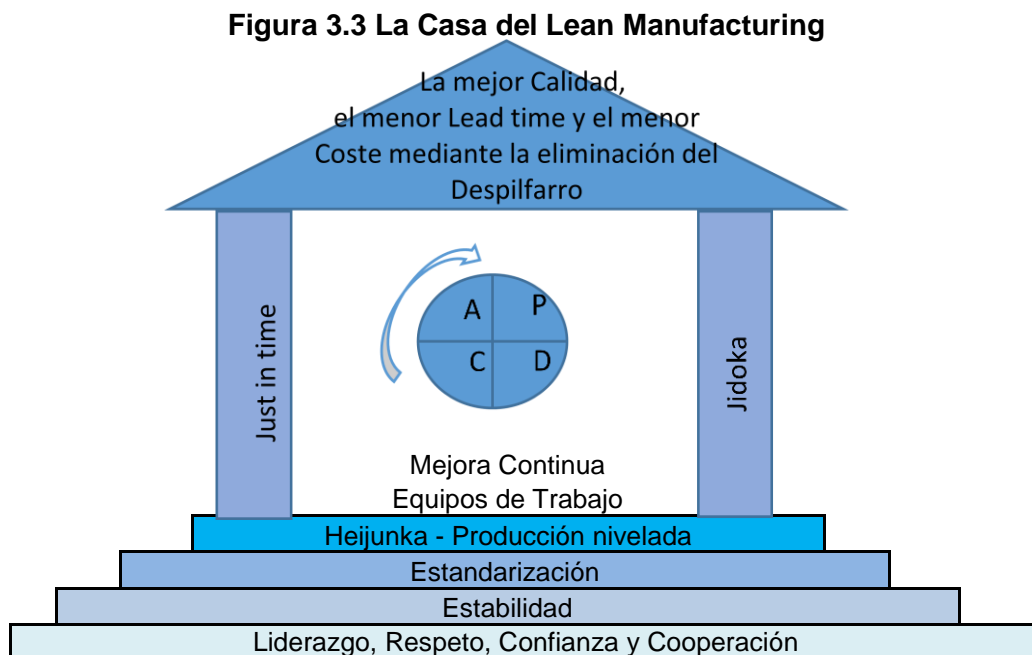 Figura 3.3 La Casa del Lean Manufacturing
La mejor Calidad,
el menor Lead time y el menor
Coste mediante la eliminación del
Despilfarro
Just in time
A
P
C
D
Jidoka
Mejora Continua
Equipos de Trabajo
Heijunka - Producción nivelada
Estandarización
Estabilidad
Liderazgo, Respeto, Confianza y Cooperación